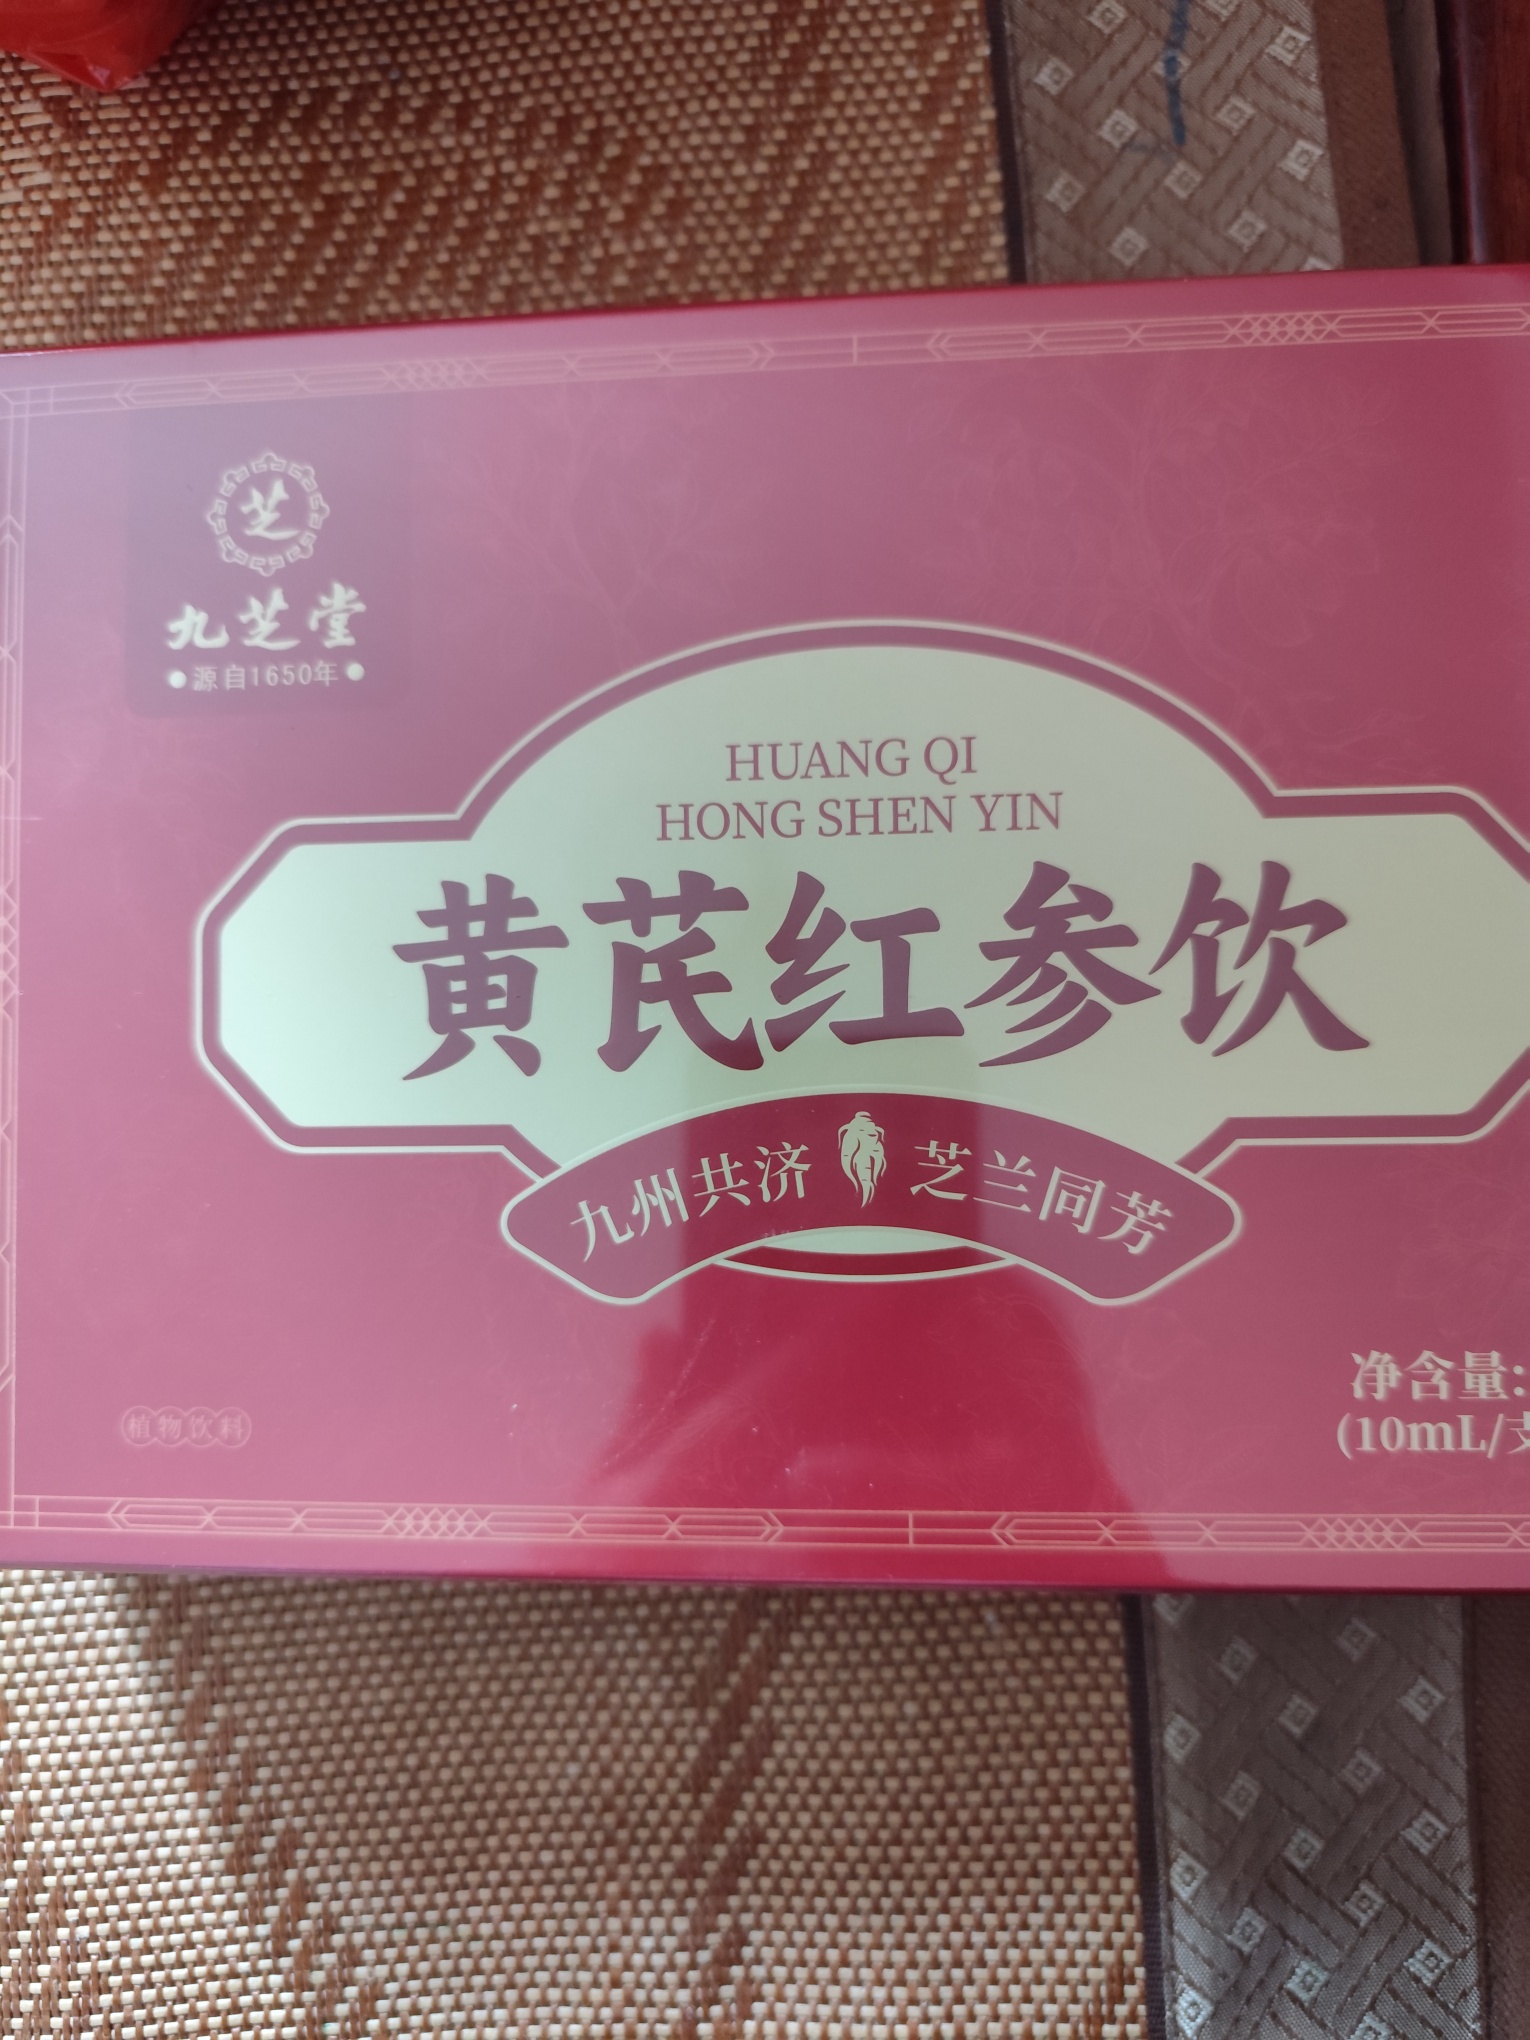 芝
九芝堂
源自1650年
HUANG QI
HONG SHEN YIN
黄芪红参饮
九州共济 芝兰同芳
植物饮料
净含量:
(10mL/支